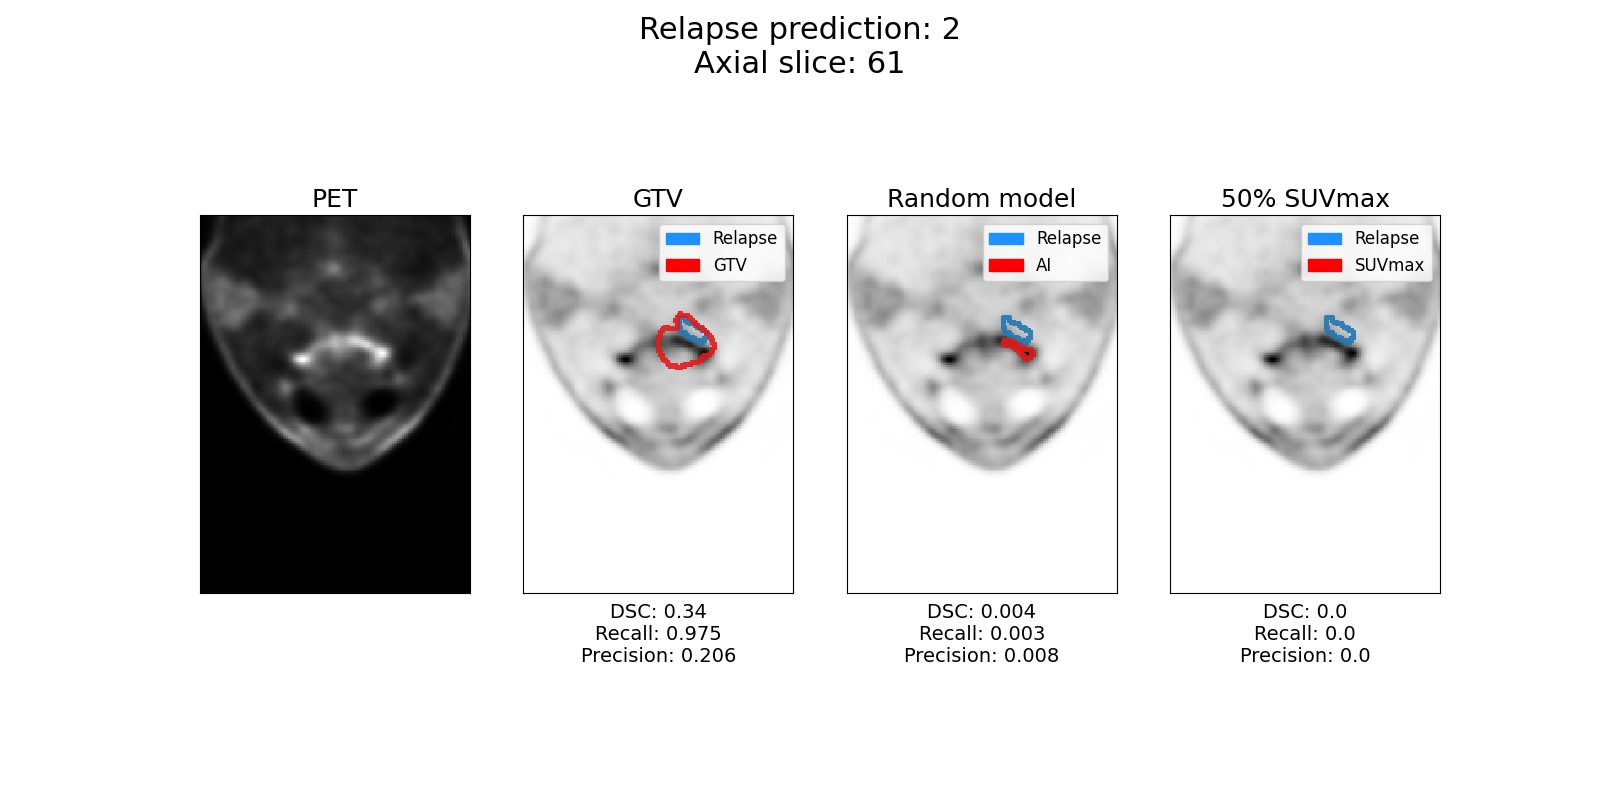 Relapse prediction: 2
Axial slice: 61
PET
GTV
Random model
50% SUVmax
Relapse
GTV
Relapse
AI
Relapse
SUVmax
DSC: 0.34
Recall: 0.975
Precision: 0.206
DSC: 0.004
Recall: 0.003
Precision: 0.008
DSC: 0.0
Recall: 0.0
Precision: 0.0